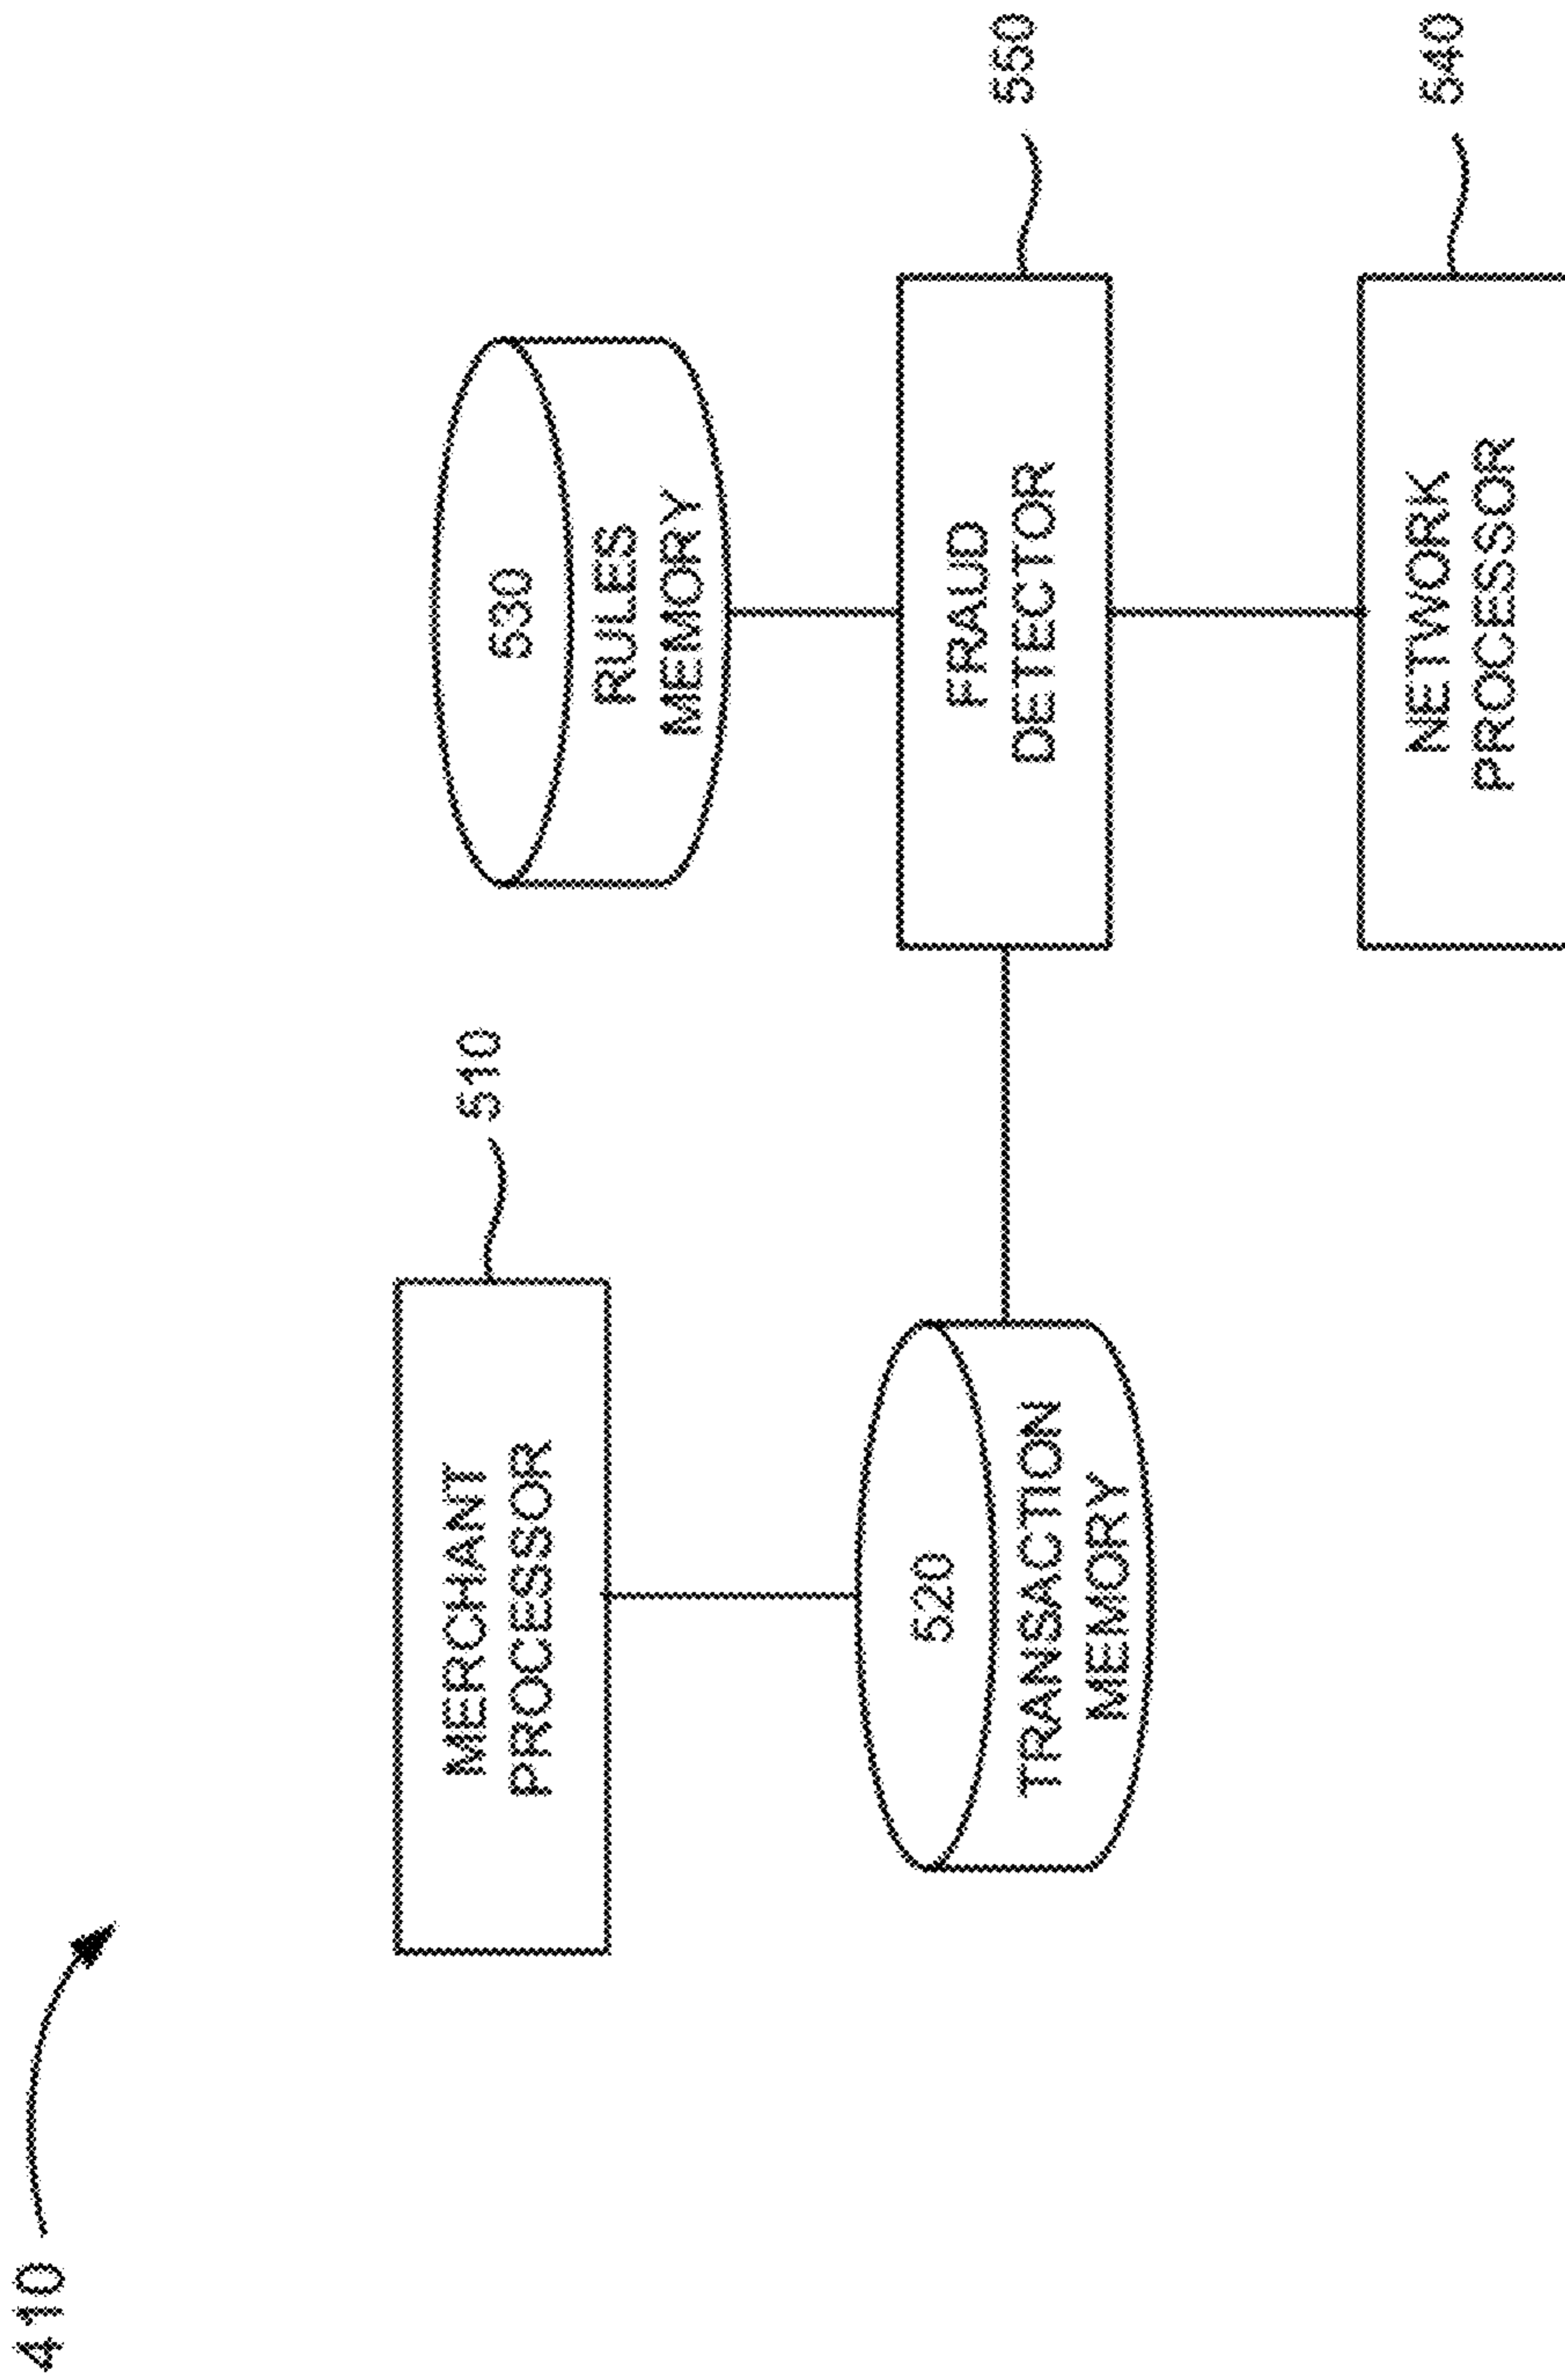 410
MERCHANT
PROCESSOR
510
530
RULES
MEMORY
520
TRANSACTION
MEMORY
FRAUD
DETECTOR
550
NETWORK
PROCESSOR
540